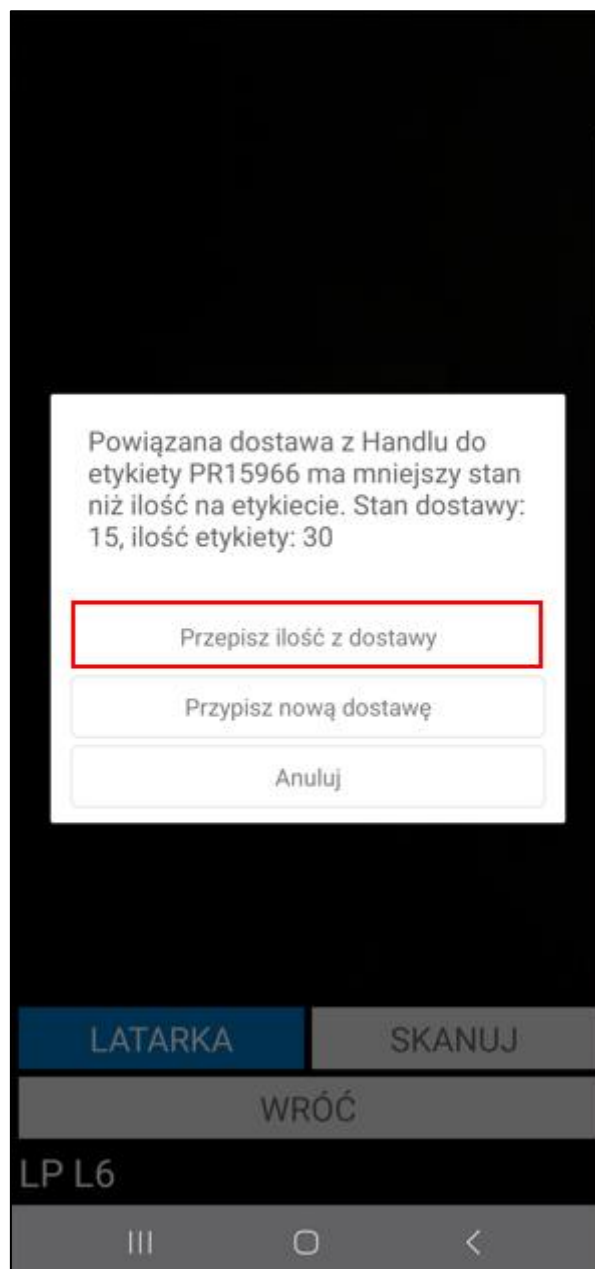 Powiązana dostawa z Handlu do
etykiety PR15966 ma mniejszy stan
niż ilość na etykiecie. Stan dostawy:
15, ilość etykiety: 30
Przepisz ilość z dostawy
Przypisz nową dostawę
Anuluj
LATARKA
SKANUJ
WRÓĆ
LP L6